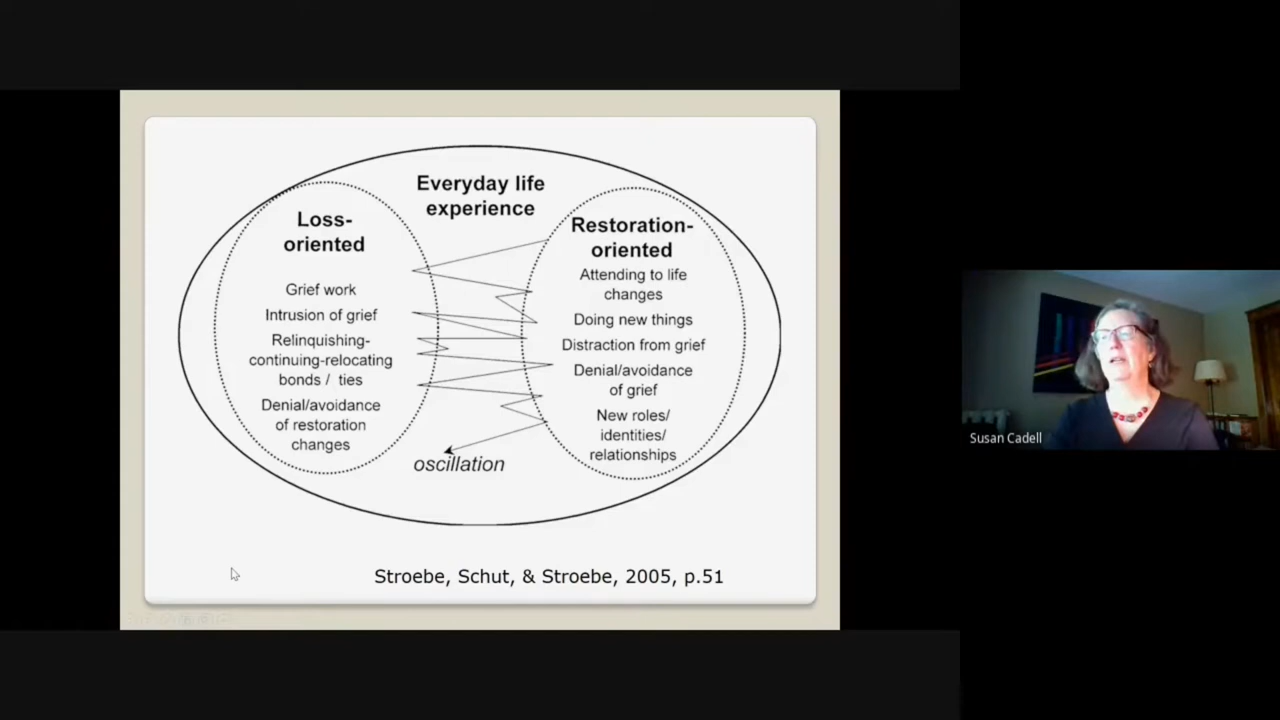 Everyday life
experience
Loss-
oriented
Grief work
Intrusion of grief
Relinquishing-
continuing-relocating
bonds / ties
Denial/avoidance
of restoration
changes
Restoration-
oriented
Attending to life
changes
Doing new things
Distraction from grief
Denial/avoidance
of grief
New roles/
identities/
relationships
oscillation
Stroebe, Schut, & Stroebe, 2005, p.51
Susan Cadell